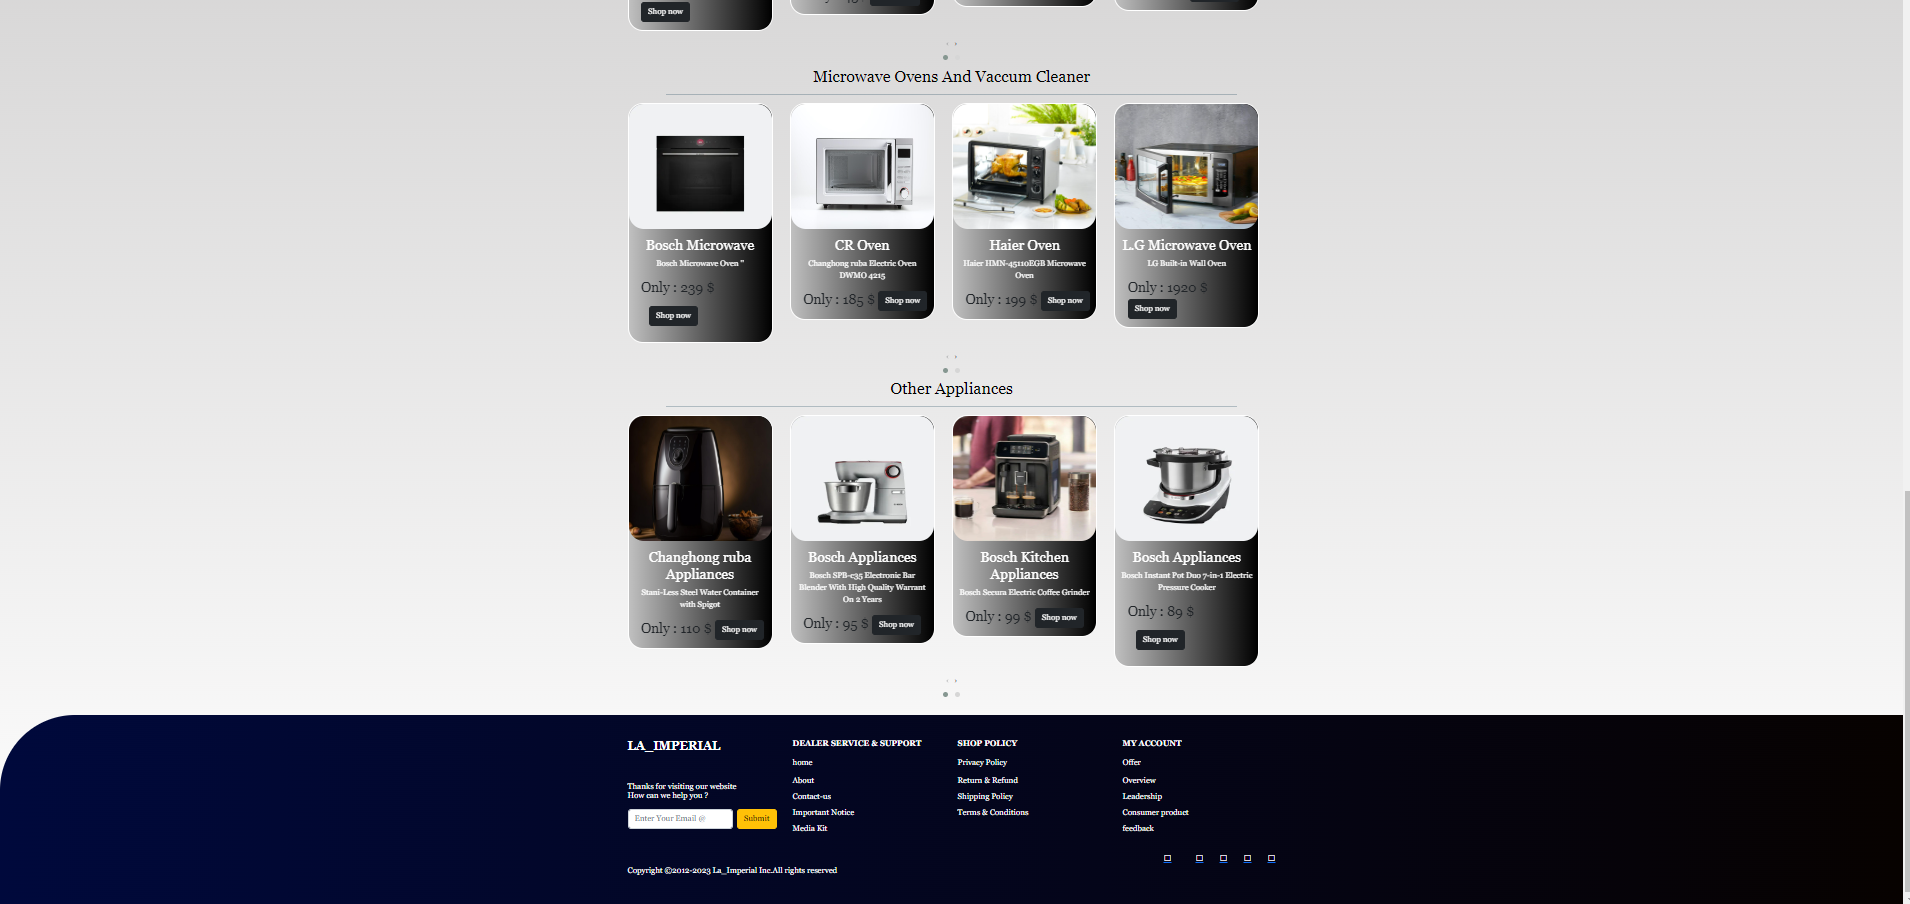 Shop now
Microwave Ovens And Vaccum Cleaner
Bosch Microwave
Bosch Microwave Oven "
Only : 239 $
Shop now
CR Oven
Changhong ruba Electric Oven
DWMO 4215
Only : 185 $ Shop now
Haier Oven
Haier HMN-45110EGB Microwave
Oven
Only : 199 $ Shop now
L.G Microwave Oven
LG Built-in Wall Oven
Only : 1920 $
Shop now
Other Appliances
Changhong ruba
Appliances
Stani-Less Steel Water Container
with Spigot
Only : 110 $ Shop now
Bosch Appliances
Bosch SPB-c35 Electronic Bar
Blender With High Quality Warrant
On 2 Years
Only : 95 $ Shop now
Bosch Kitchen
Appliances
Bosch Secura Electric Coffee Grinder
Only : 99 $ Shop now
Bosch Appliances
Bosch Instant Pot Duo 7-in-1 Electric
Pressure Cooker
Only : 89 $
Shop now
LA_IMPERIAL
Thanks for visiting our website
How can we help you ?
Enter Your Email @
Submit
DEALER SERVICE & SUPPORT
home
About
Contact-us
Important Notice
Media Kit
SHOP POLICY
Privacy Policy
Return & Refund
Shipping Policy
Terms & Conditions
MY ACCOUNT
Offer
Overview
Leadership
Consumer product
feedback
Copyright ©2012-2023 La_Imperial Inc.All rights reserved